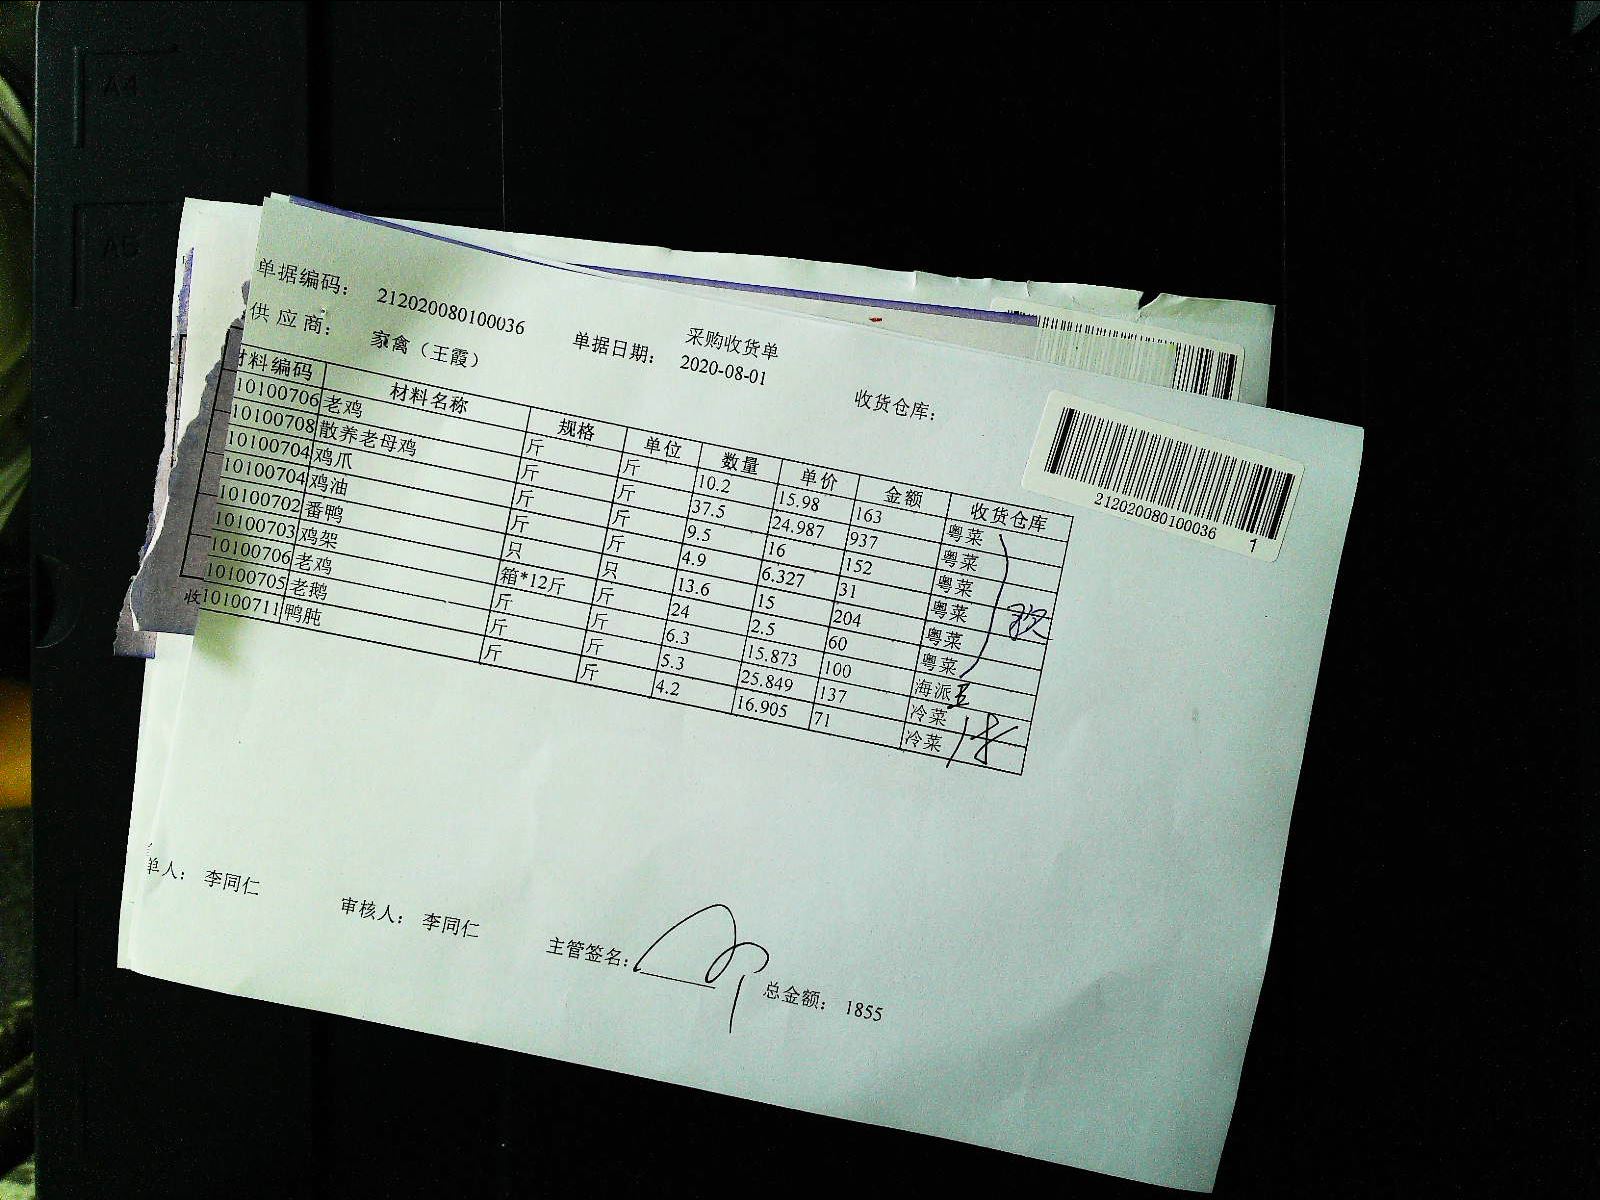 采购收货单
单据编码： 212020080100036 单据日期： 2020-08-01 收货仓库：
供应商： 家禽（王霞）
材料编码 材料名称 规格 单位 数量 单价 金额 收货仓库
10100706 老鸡 斤 斤 10.2 15.98 163 粤菜
10100708 散养老母鸡 斤 斤 37.5 24.987 937 粤菜
10100704 鸡爪 斤 斤 9.5 16 152 粤菜
10100704 鸡油 斤 斤 4.9 6.327 31 粤菜
10100702 番鸭 只 只 13.6 15 204 粤菜
10100703 鸡架 箱*12斤 斤 24 2.5 60 粤菜
10100706 老鸡 斤 斤 6.3 15.873 100 海派
10100705 老鹅 斤 斤 5.3 25.849 137 冷菜
10100711 鸭肫 斤 斤 4.2 16.905 71 冷菜
212020080100036 1
单人： 李同仁 审核人： 李同仁 主管签名： 总金额： 1855
A4
A5